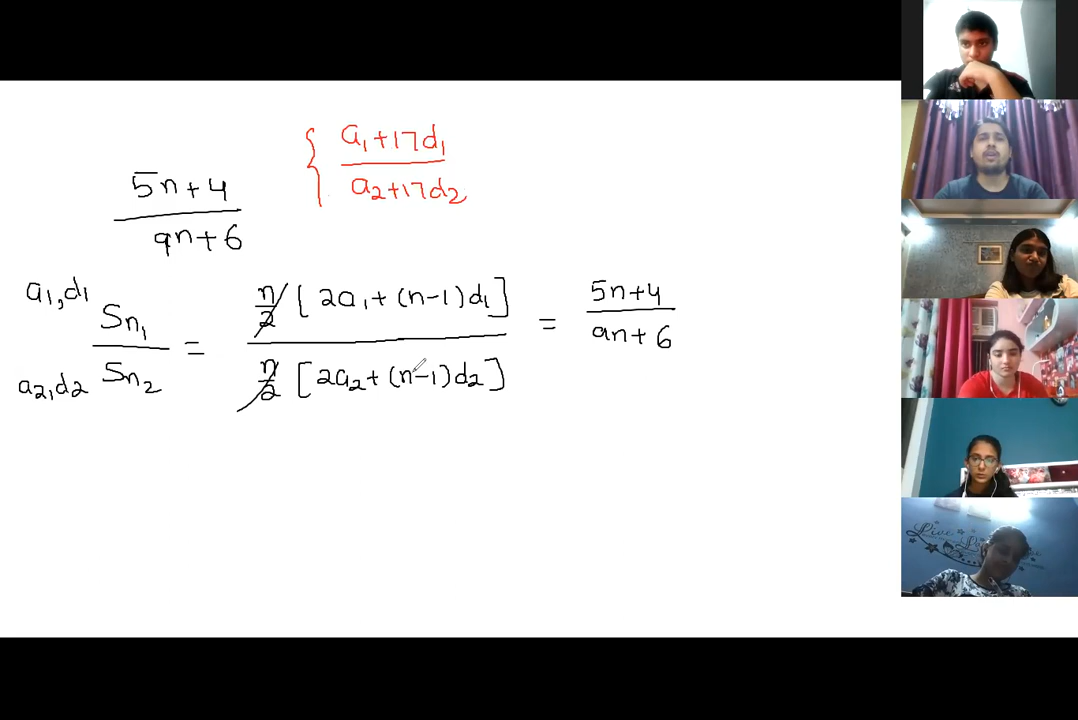 a₁+17d₁
a₂+17d₂
5n+4
9n+6
a₁,d₁
Sn₁
a₂,d₂
Sn₂
=
n/2 [2a₁+(n-1)d₁]
n/2 [2a₂+(n-1)d₂]
=
5n+4
9n+6
Live